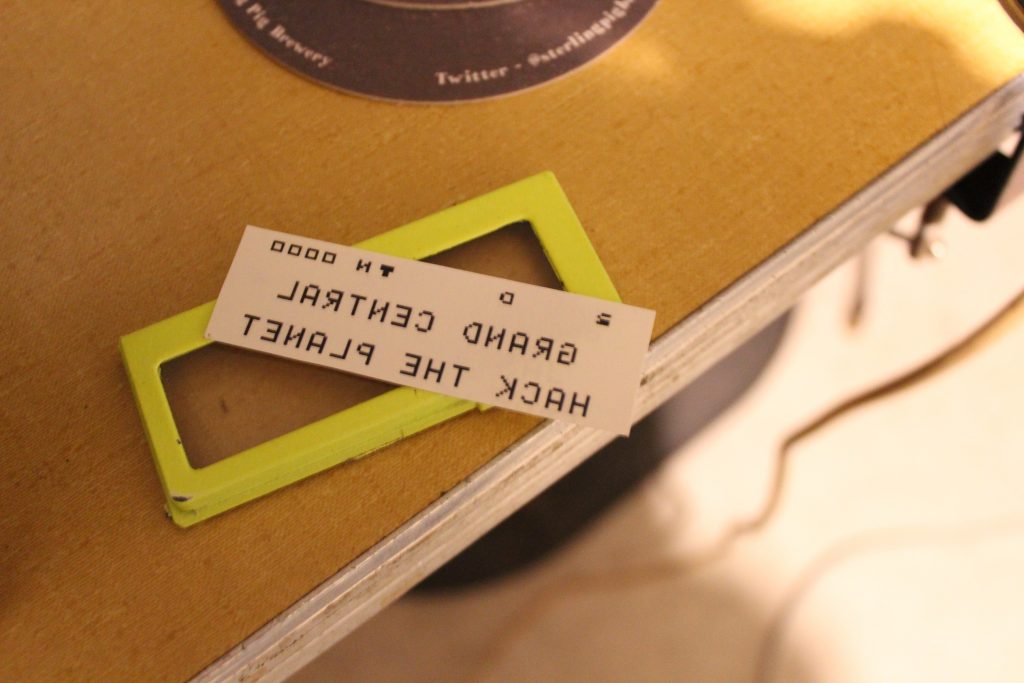 Pig Brewery
Twitter - @sterlingpig
GRAND CENTRAL
HACK THE PLANET